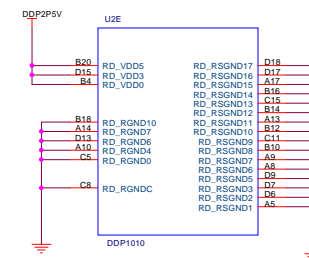 DDP2P5V
U2E
B20 RD_VDD5 RD_RSGND17 D18
D15 RD_VDD3 RD_RSGND16 D17
B4 RD_VDD0 RD_RSGND15 A17
RD_RSGND14 B16
RD_RSGND13 C15
RD_RSGND12 B14
B18 RD_RGND10 RD_RSGND11 A13
A14 RD_RGND7 RD_RSGND10 B12
D13 RD_RGND6 RD_RSGND9 C11
A10 RD_RGND4 RD_RSGND8 B10
C5 RD_RGND0 RD_RSGND7 A9
RD_RSGND6 A8
RD_RSGND5 D9
C8 RD_RGNDC RD_RSGND3 D7
RD_RSGND2 D6
RD_RSGND1 A5
DDP1010